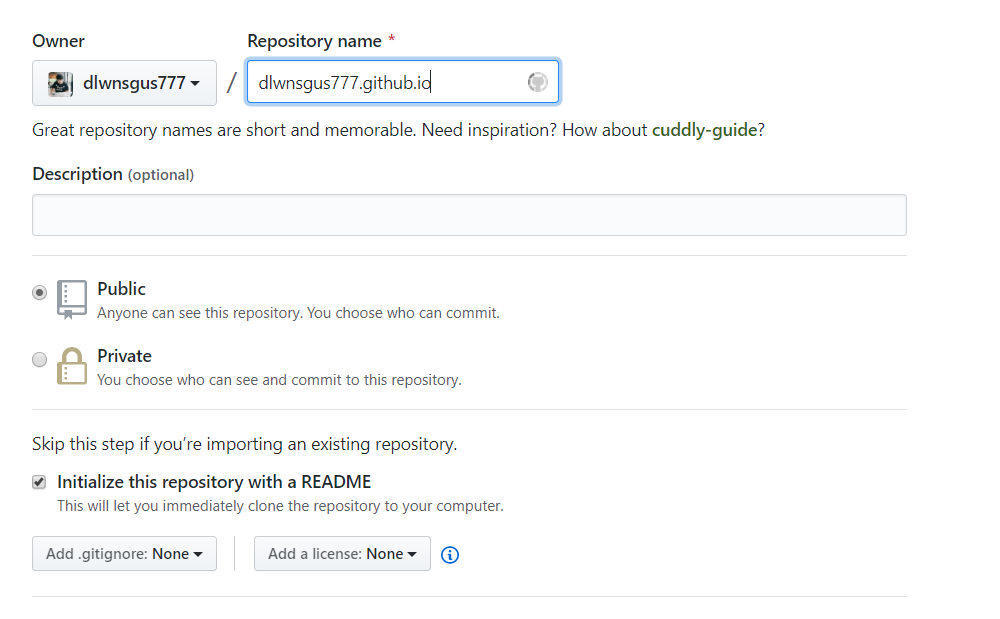 Owner
Repository name *
dlwnsgus777
/
dlwnsgus777.github.io
Great repository names are short and memorable. Need inspiration? How about cuddly-guide?
Description (optional)
Public
Anyone can see this repository. You choose who can commit.
Private
You choose who can see and commit to this repository.
Skip this step if you’re importing an existing repository.
Initialize this repository with a README
This will let you immediately clone the repository to your computer.
Add .gitignore: None
Add a license: None